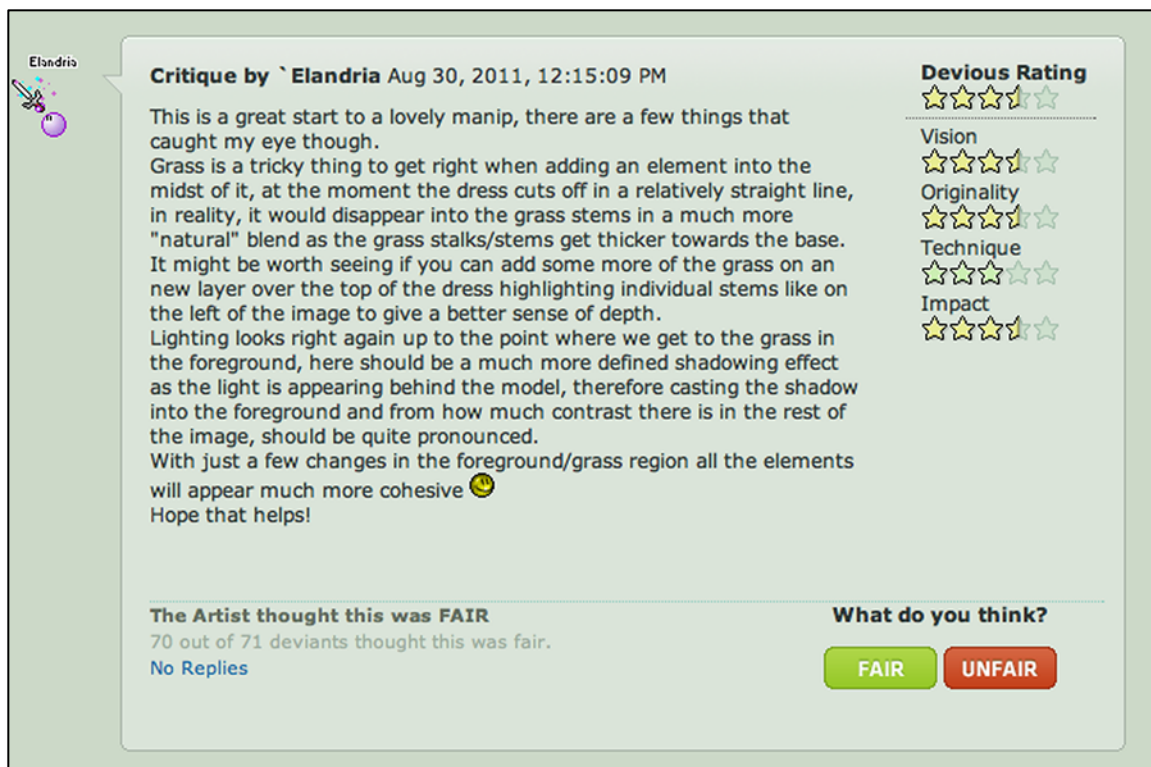 Elandria
Critique by `Elandria Aug 30, 2011, 12:15:09 PM
This is a great start to a lovely manip, there are a few things that
caught my eye though.
Grass is a tricky thing to get right when adding an element into the
midst of it, at the moment the dress cuts off in a relatively straight line,
in reality, it would disappear into the grass stems in a much more
"natural" blend as the grass stalks/stems get thicker towards the base.
It might be worth seeing if you can add some more of the grass on an
new layer over the top of the dress highlighting individual stems like on
the left of the image to give a better sense of depth.
Lighting looks right again up to the point where we get to the grass in
the foreground, here should be a much more defined shadowing effect
as the light is appearing behind the model, therefore casting the shadow
into the foreground and from how much contrast there is in the rest of
the image, should be quite pronounced.
With just a few changes in the foreground/grass region all the elements
will appear much more cohesive
Hope that helps!
Devious Rating
Vision
Originality
Technique
Impact
The Artist thought this was FAIR
70 out of 71 deviants thought this was fair.
No Replies
What do you think?
FAIR
UNFAIR